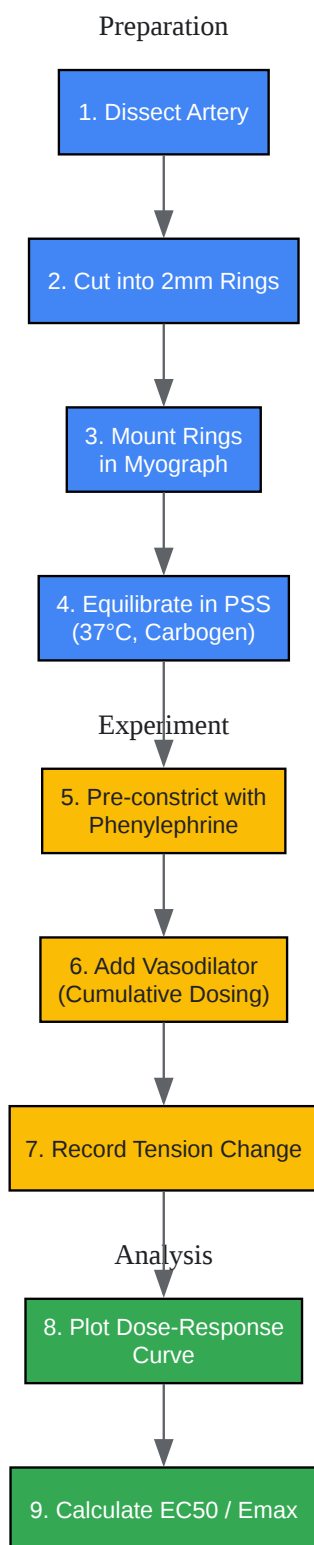 Preparation
1. Dissect Artery
2. Cut into 2mm Rings
3. Mount Rings
in Myograph
4. Equilibrate in PSS
(37°C, Carbogen)
Experiment
5. Pre-constrict with
Phenylephrine
6. Add Vasodilator
(Cumulative Dosing)
7. Record Tension Change
Analysis
8. Plot Dose-Response
Curve
9. Calculate EC50 / Emax